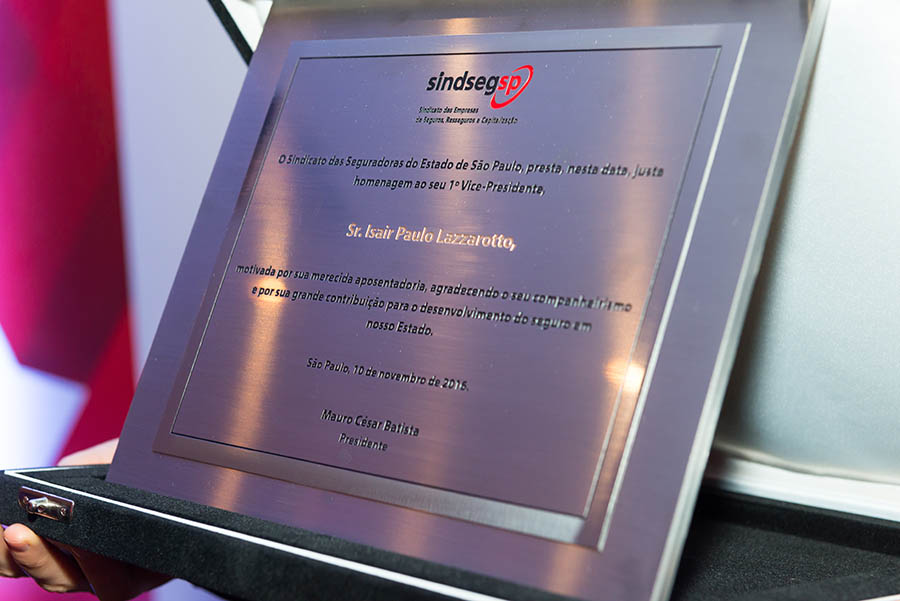 sindsegsp
Sindicato das Empresas
de Seguros, Resseguros e Capitalização
O Sindicato das Seguradoras do Estado de São Paulo, presta, nesta data, justa
homenagem ao seu 1º Vice-Presidente,
Sr. Isair Paulo Lazzarotto,
motivada por sua merecida aposentadoria, agradecendo o seu companheirismo
e por sua grande contribuição para o desenvolvimento do seguro em
nosso Estado.
São Paulo, 10 de novembro de 2016.
Mauro César Batista
Presidente